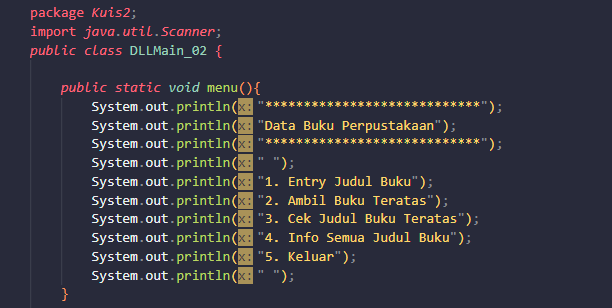 package Kuis2;
import java.util.Scanner;
public class DLLMain_02 {
public static void menu(){
System.out.println(x: "****************************");
System.out.println(x: "Data Buku Perpustakaan");
System.out.println(x: "****************************");
System.out.println(x: " ");
System.out.println(x: "1. Entry Judul Buku");
System.out.println(x: "2. Ambil Buku Teratas");
System.out.println(x: "3. Cek Judul Buku Teratas");
System.out.println(x: "4. Info Semua Judul Buku");
System.out.println(x: "5. Keluar");
System.out.println(x: " ");
}